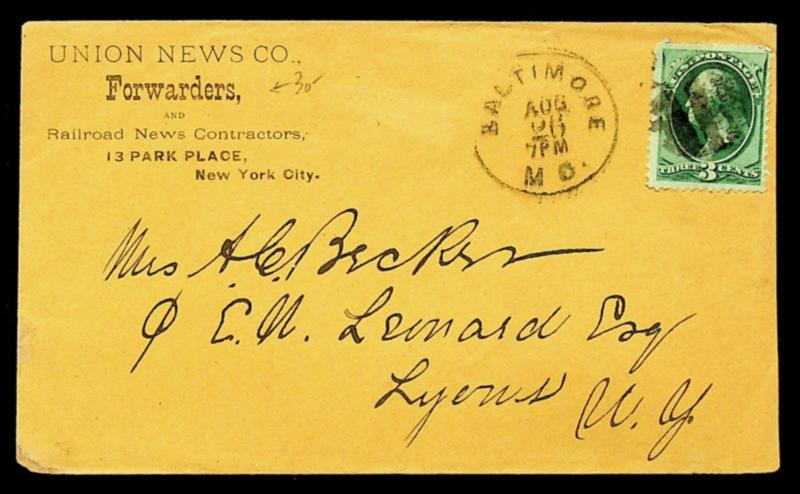 UNION NEWS CO.,
Forwarders,
AND
Railroad News Contractors,
13 PARK PLACE,
New York City.
30
BALTIMORE
AUG
26
7PM
MD.
U.S. POSTAGE
THREE 3 CENTS
Mrs A. C. Becker
℅ E. N. Leonard Esq
Lyons N.Y.